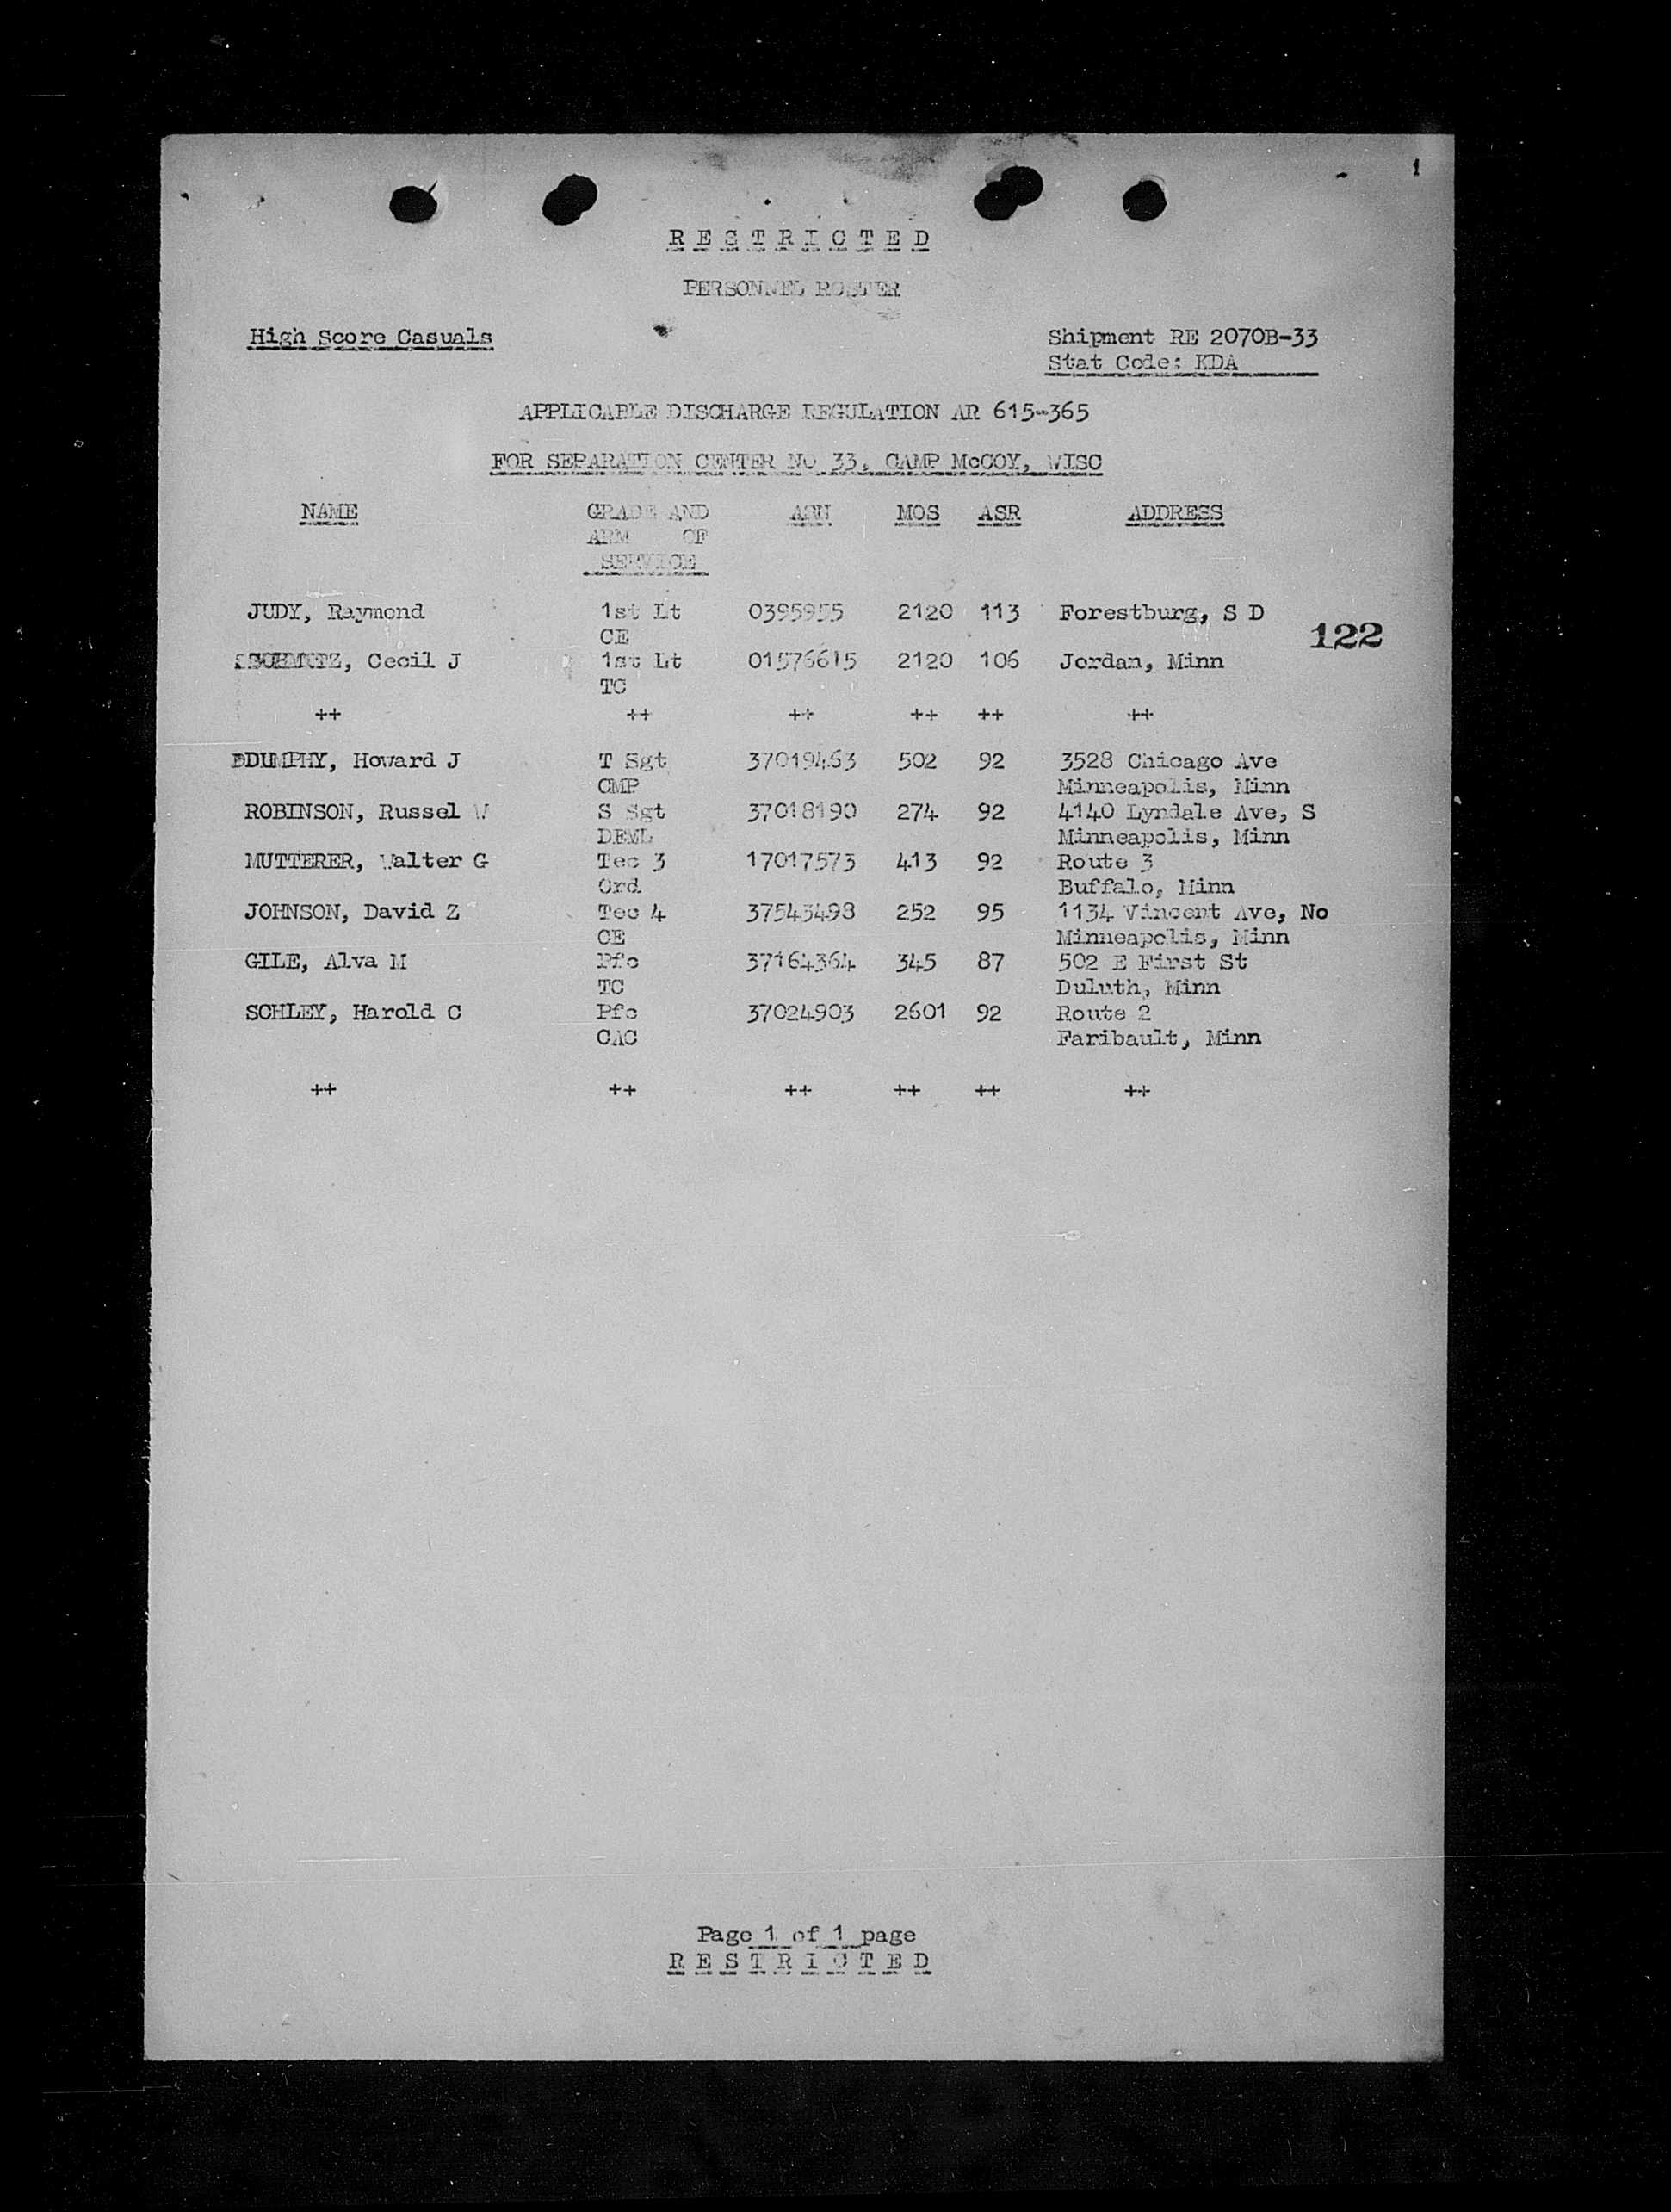 1
R E S T R I C T E D
PERSONNEL ROSTER
High Score Casuals Shipment RE 2070B-33
Stat Code: KDA
APPLICABLE DISCHARGE REGULATION AR 615-365
FOR SEPARATION CENTER NO 33, CAMP McCOY, WISC
NAME GRADE AND ASN MOS ASR ADDRESS
ARM OF
SERVICE
JUDY, Raymond 1st Lt 0395955 2120 113 Forestburg, S D
CE 122
Cecil J 1st Lt 01576615 2120 106 Jordan, Minn
TC
++ ++ ++ ++ ++ ++
DUMPHY, Howard J T Sgt 37019463 502 92 3528 Chicago Ave
CMP Minneapolis, Minn
ROBINSON, Russel W S Sgt 37018190 274 92 4140 Lyndale Ave, S
DEML Minneapolis, Minn
MUTTERER, Walter G Tec 3 17017573 413 92 Route 3
Ord Buffalo, Minn
JOHNSON, David Z Tec 4 37543498 252 95 1134 Vincent Ave, No
CE Minneapolis, Minn
GILE, Alva M Pfc 37164364 345 87 502 E First St
TC Duluth, Minn
SCHLEY, Harold C Pfc 37024903 2601 92 Route 2
CAC Faribault, Minn
++ ++ ++ ++ ++ ++
Page 1 of 1 page
R E S T R I C T E D